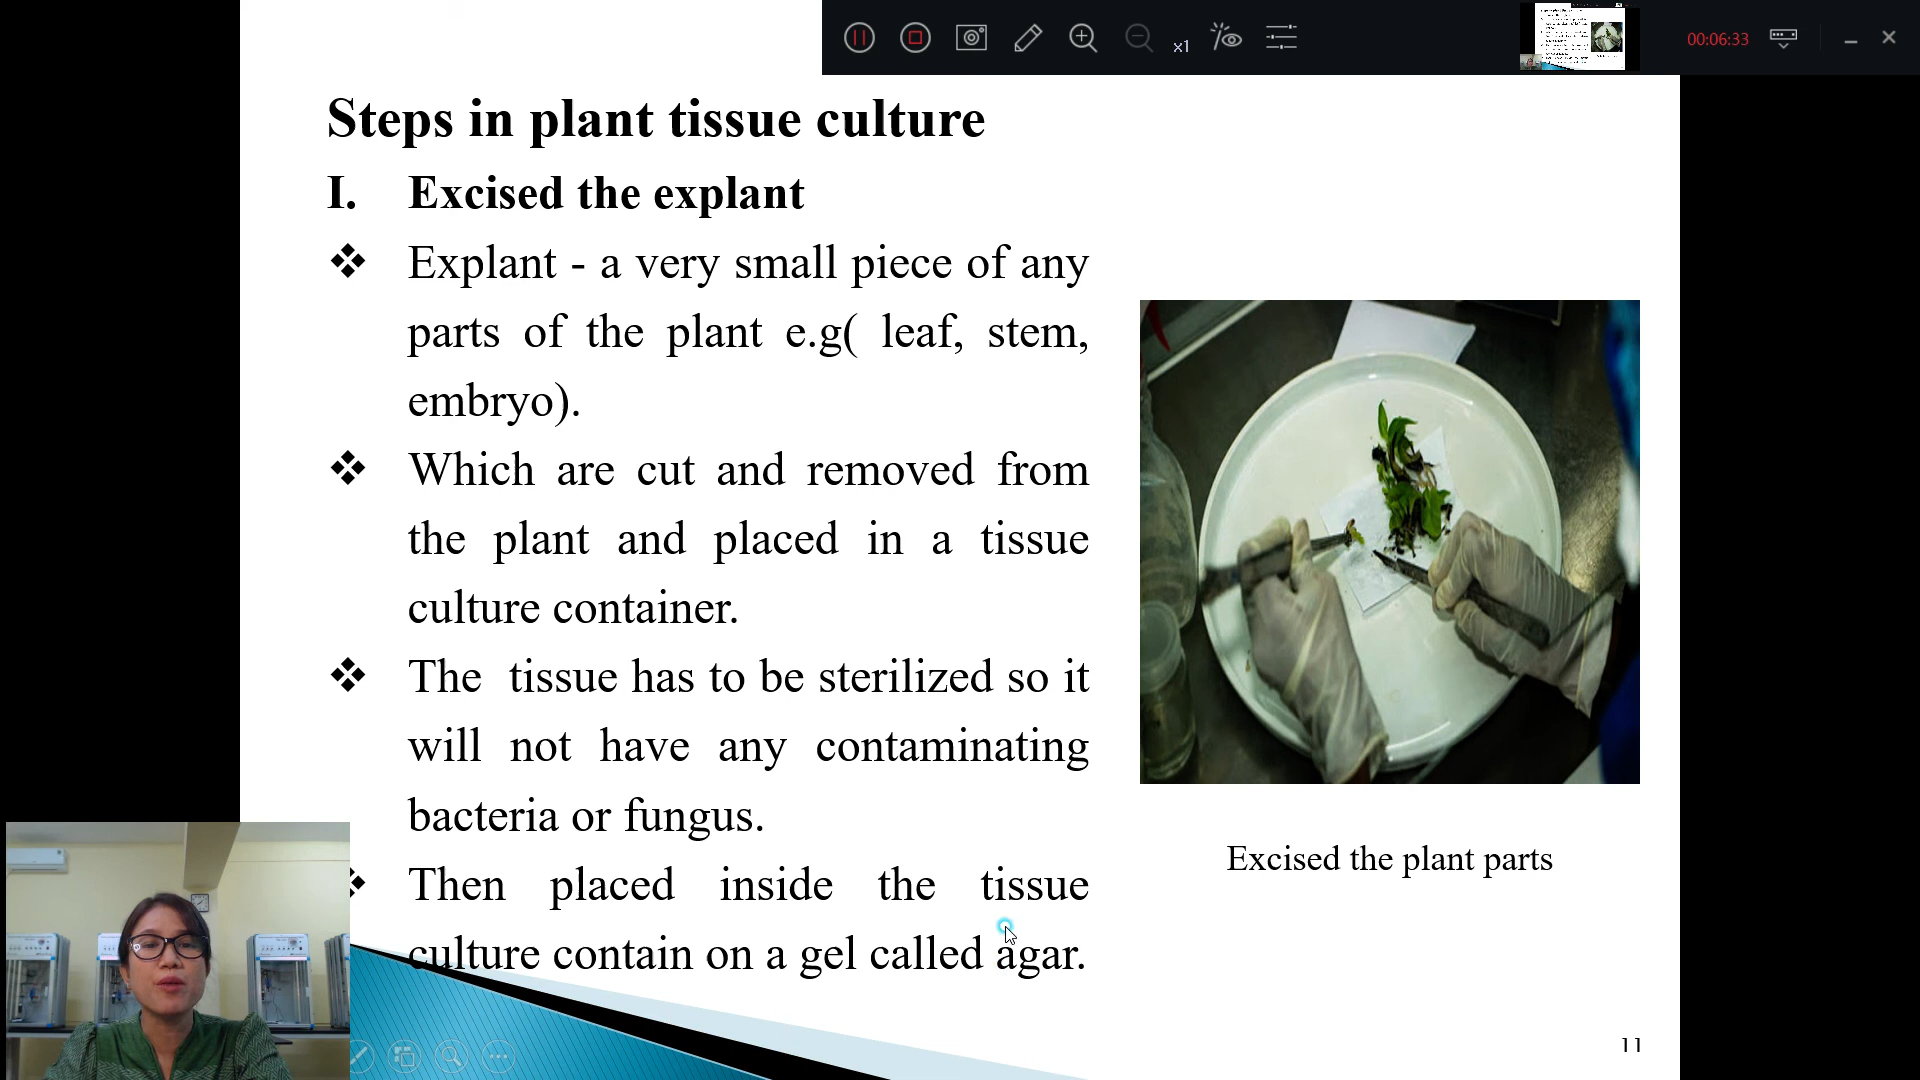 x1
00:06:33
Steps in plant tissue culture
I. Excised the explant
❖ Explant - a very small piece of any
parts of the plant e.g( leaf, stem,
embryo).
❖ Which are cut and removed from
the plant and placed in a tissue
culture container.
❖ The tissue has to be sterilized so it
will not have any contaminating
bacteria or fungus.
❖ Then placed inside the tissue
culture contain on a gel called agar.
Excised the plant parts
11